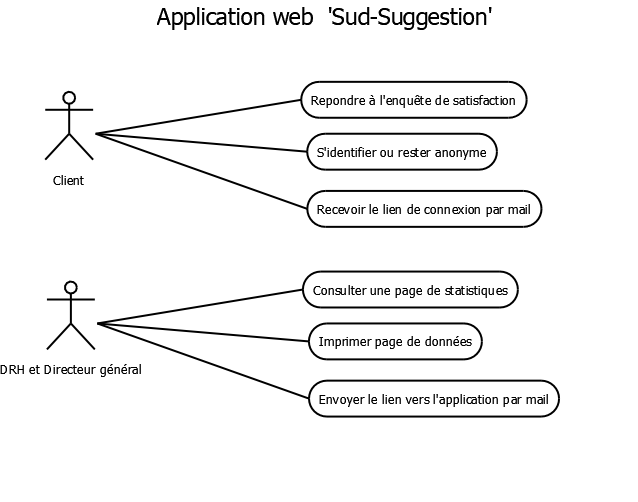 Application web 'Sud-Suggestion'
Repondre à l'enquête de satisfaction
S'identifier ou rester anonyme
Client
Recevoir le lien de connexion par mail
Consulter une page de statistiques
Imprimer page de données
DRH et Directeur général
Envoyer le lien vers l'application par mail